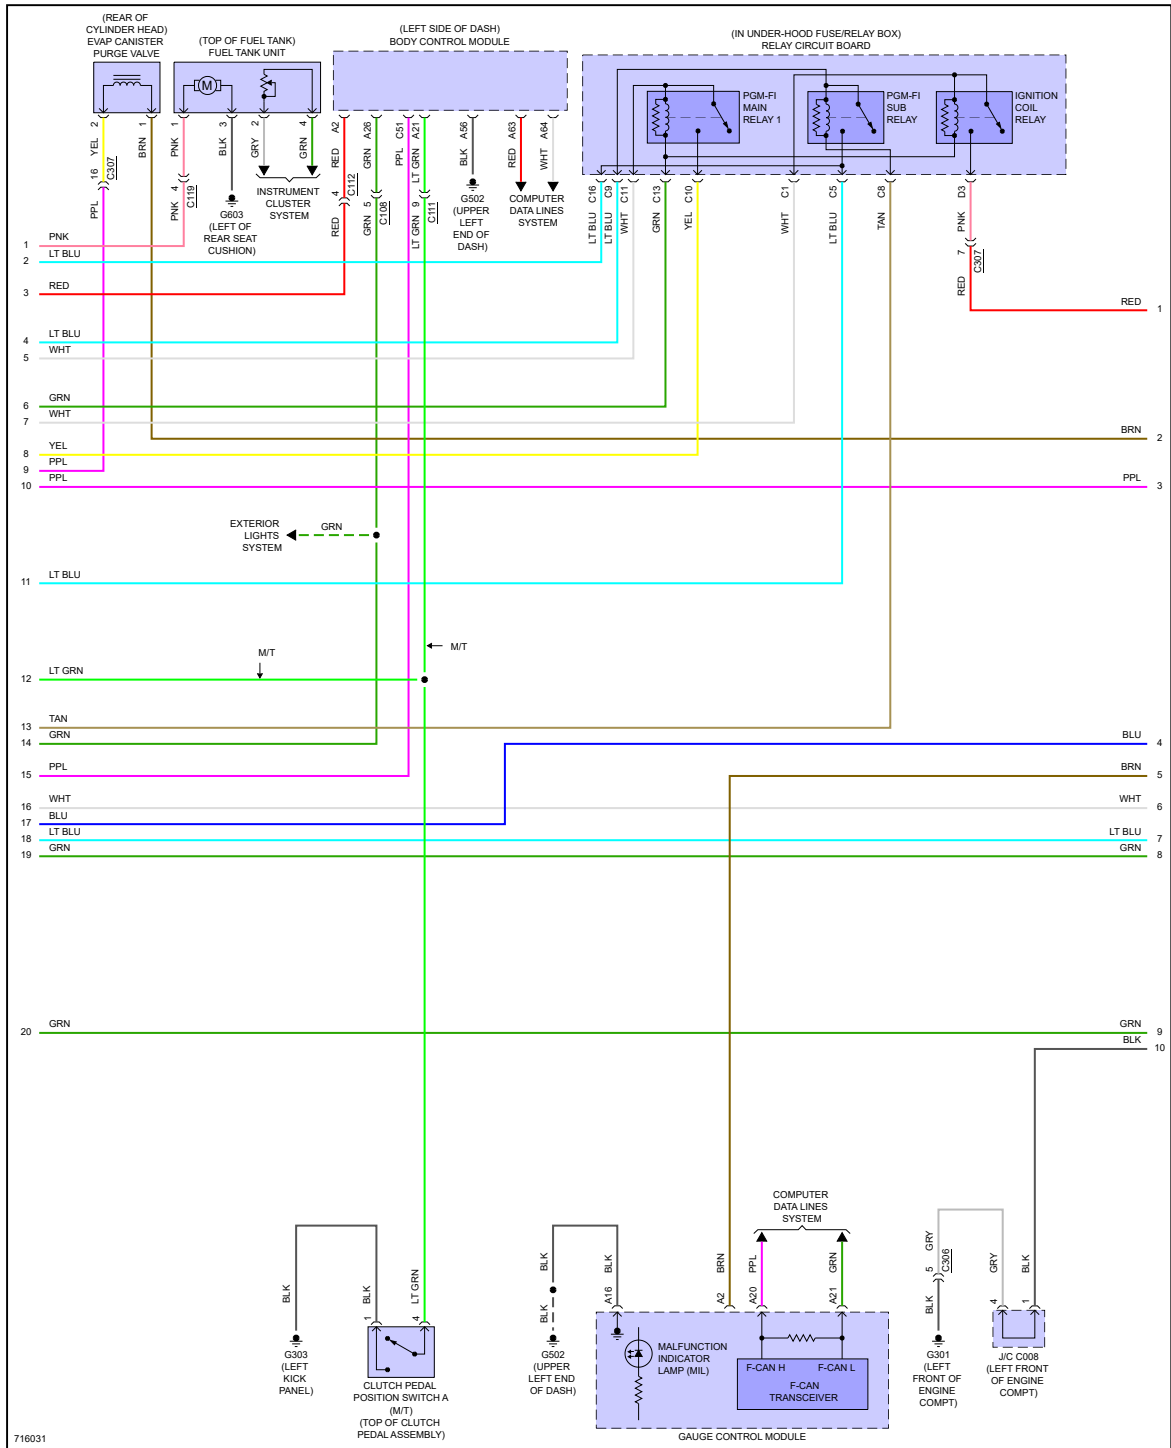 (REAR OF
CYLINDER HEAD)
EVAP CANISTER
PURGE VALVE
(TOP OF FUEL TANK)
FUEL TANK UNIT
(LEFT SIDE OF DASH)
BODY CONTROL MODULE
(IN UNDER-HOOD FUSE/RELAY BOX)
RELAY CIRCUIT BOARD
M
PGM-FI
MAIN
RELAY 1
PGM-FI
SUB
RELAY
IGNITION
COIL
RELAY
2
YEL
16
C307
PPL
1
BRN
1
PNK
4
C119
PNK
3
BLK
2
GRY
4
GRN
A2
RED
4
C112
RED
A26
GRN
5
C108
GRN
C51
PPL
A21
LT GRN
9
C111
LT GRN
A56
BLK
A63
RED
A64
WHT
C16
LT BLU
C9
LT BLU
C11
WHT
C13
GRN
C10
YEL
C1
WHT
C5
LT BLU
C8
TAN
D3
PNK
7
C307
RED
G603
(LEFT OF
REAR SEAT
CUSHION)
INSTRUMENT
CLUSTER
SYSTEM
G502
(UPPER
LEFT
END OF
DASH)
COMPUTER
DATA LINES
SYSTEM
1 PNK
2 LT BLU
3 RED
RED 1
4 LT BLU
5 WHT
6 GRN
7 WHT
BRN 2
8 YEL
9 PPL
10 PPL
PPL 3
EXTERIOR
LIGHTS
SYSTEM
GRN
11 LT BLU
M/T
M/T
12 LT GRN
13 TAN
14 GRN
BLU 4
15 PPL
BRN 5
16 WHT
WHT 6
17 BLU
18 LT BLU
LT BLU 7
19 GRN
GRN 8
20 GRN
GRN 9
BLK 10
COMPUTER
DATA LINES
SYSTEM
BLK
BLK
1
LT GRN
4
BLK
BLK
BLK
A16
BRN
A2
PPL
A20
GRN
A21
GRY
5
C306
BLK
GRY
4
BLK
1
G303
(LEFT
KICK
PANEL)
CLUTCH PEDAL
POSITION SWITCH A
(M/T)
(TOP OF CLUTCH
PEDAL ASSEMBLY)
G502
(UPPER
LEFT END
OF DASH)
MALFUNCTION
INDICATOR
LAMP (MIL)
F-CAN H F-CAN L
F-CAN
TRANSCEIVER
GAUGE CONTROL MODULE
G301
(LEFT
FRONT OF
ENGINE
COMPT)
J/C C008
(LEFT FRONT
OF ENGINE
COMPT)
716031